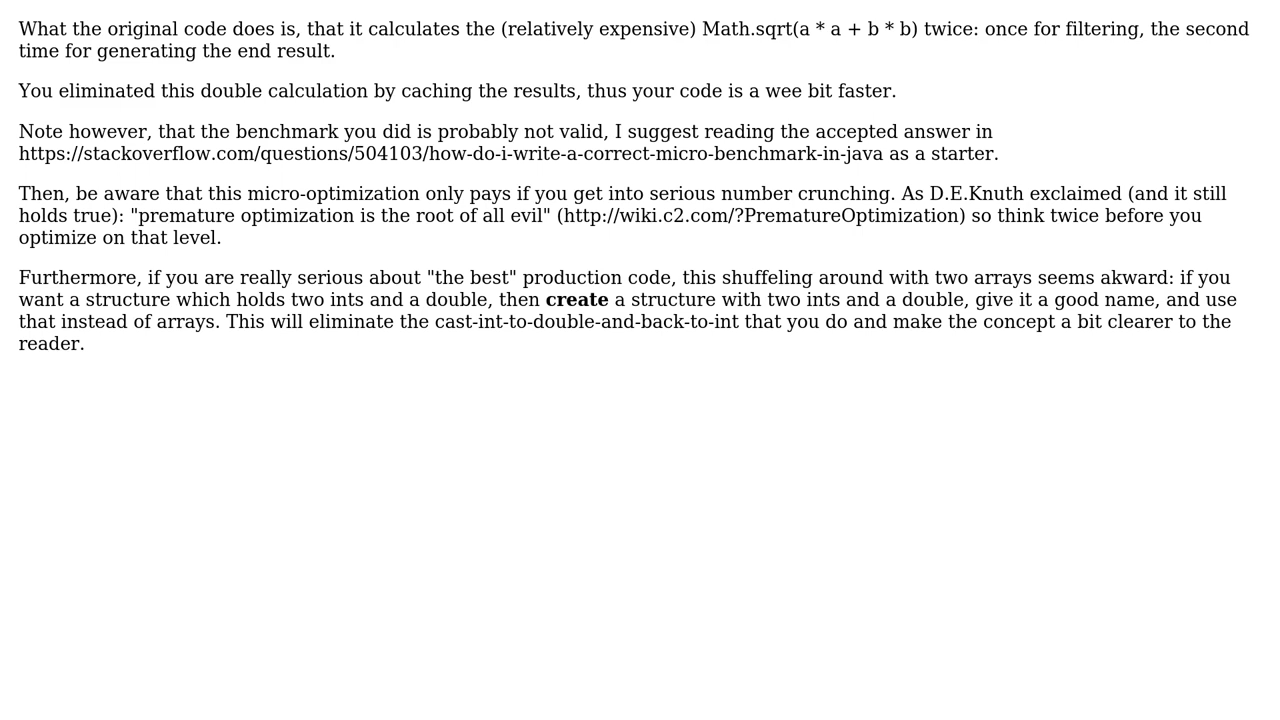 What the original code does is, that it calculates the (relatively expensive) Math.sqrt(a * a + b * b) twice: once for filtering, the second
time for generating the end result.
You eliminated this double calculation by caching the results, thus your code is a wee bit faster.
Note however, that the benchmark you did is probably not valid, I suggest reading the accepted answer in
https://stackoverflow.com/questions/504103/how-do-i-write-a-correct-micro-benchmark-in-java as a starter.
Then, be aware that this micro-optimization only pays if you get into serious number crunching. As D.E.Knuth exclaimed (and it still
holds true): "premature optimization is the root of all evil" (http://wiki.c2.com/?PrematureOptimization) so think twice before you
optimize on that level.
Furthermore, if you are really serious about "the best" production code, this shuffeling around with two arrays seems akward: if you
want a structure which holds two ints and a double, then create a structure with two ints and a double, give it a good name, and use
that instead of arrays. This will eliminate the cast-int-to-double-and-back-to-int that you do and make the concept a bit clearer to the
reader.